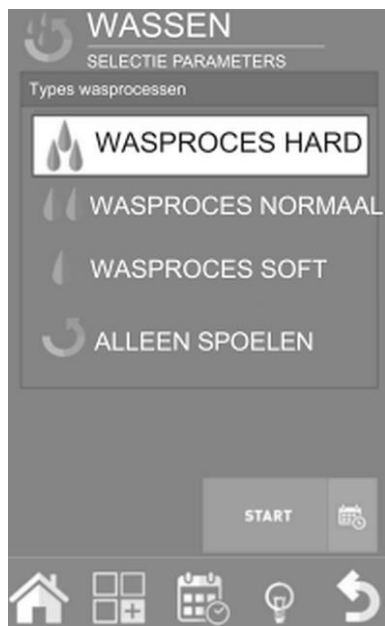 WASSEN
SELECTIE PARAMETERS
Types wasprocessen
WASPROCES HARD
WASPROCES NORMAAL
WASPROCES SOFT
ALLEEN SPOELEN
START